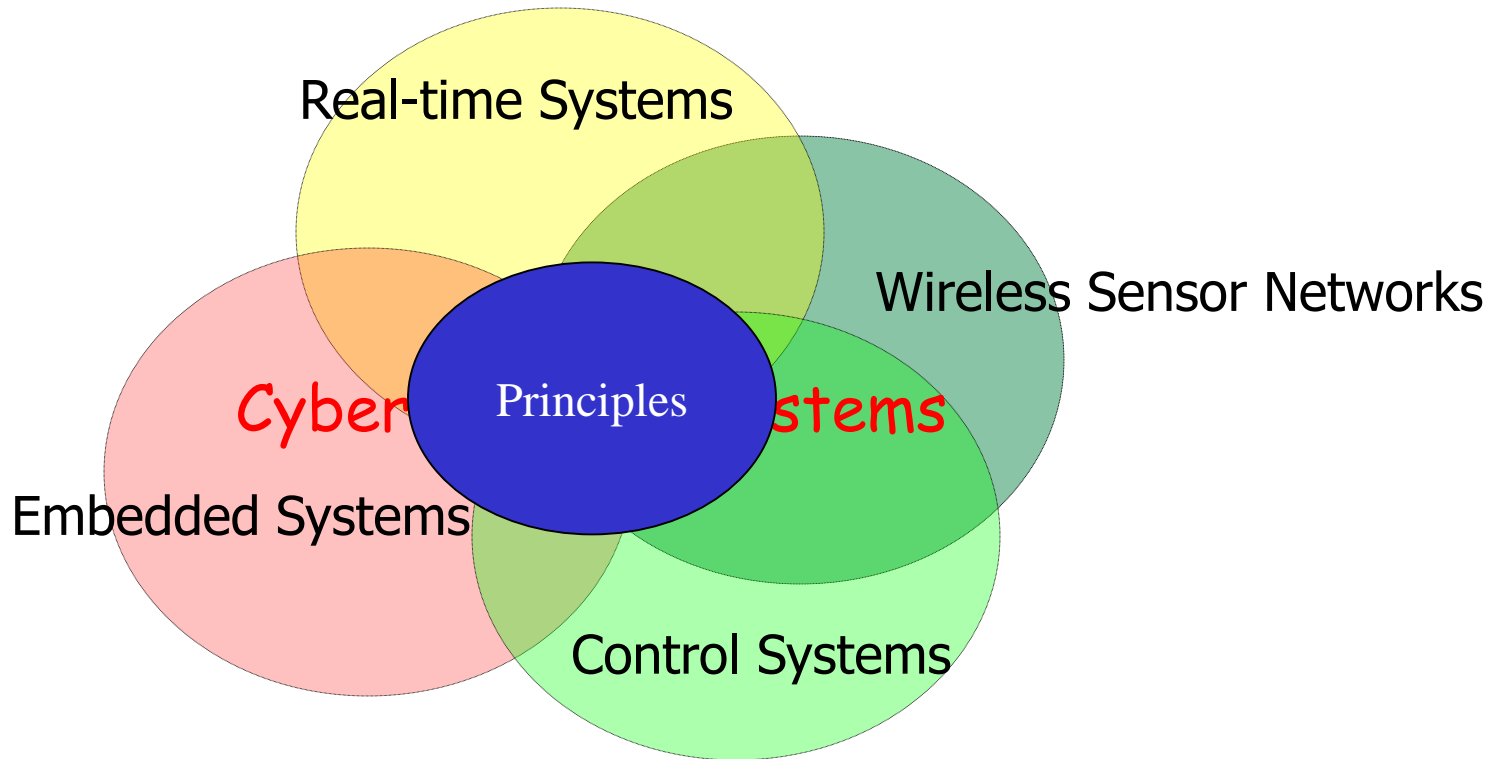 Real-time Systems
Wireless Sensor Networks
Cyber
Principles
stems
Embedded Systems
Control Systems